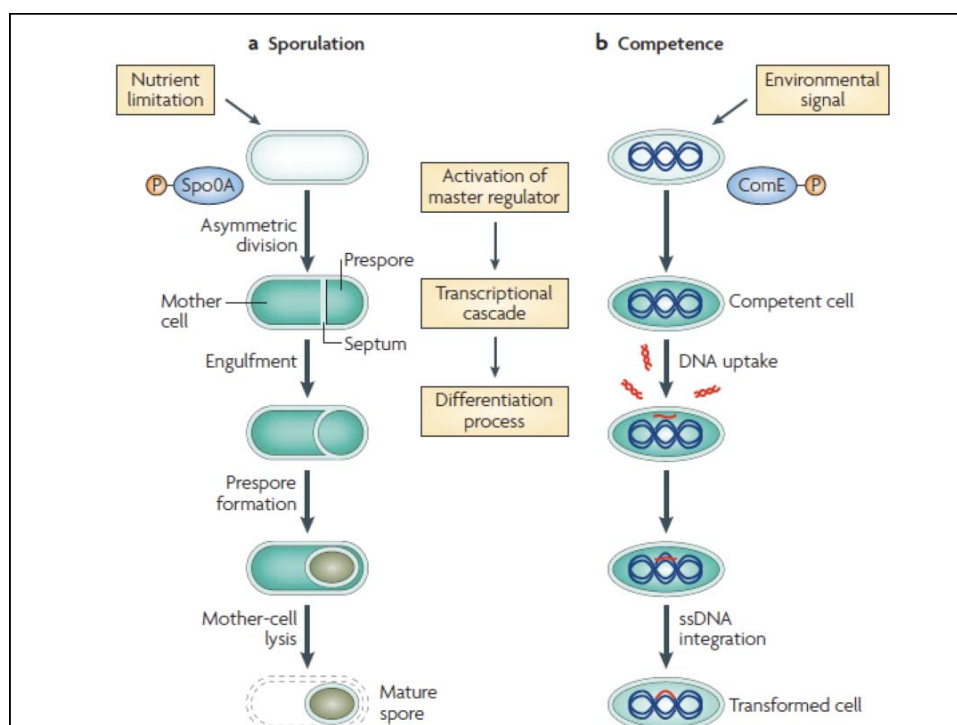 a Sporulation
Nutrient
limitation
P
Spo0A
Asymmetric
division
Prespore
Mother
cell
Septum
Engulfment
Prespore
formation
Mother-cell
lysis
Mature
spore
Activation of
master regulator
Transcriptional
cascade
Differentiation
process
b Competence
Environmental
signal
ComE
P
Competent cell
DNA uptake
ssDNA
integration
Transformed cell